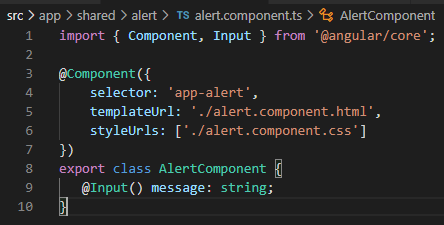 src > app > shared > alert > TS alert.component.ts > AlertComponent
1 import { Component, Input } from '@angular/core';
2
3 @Component({
4     selector: 'app-alert',
5     templateUrl: './alert.component.html',
6     styleUrls: ['./alert.component.css']
7 })
8 export class AlertComponent {
9    @Input() message: string;
10 }